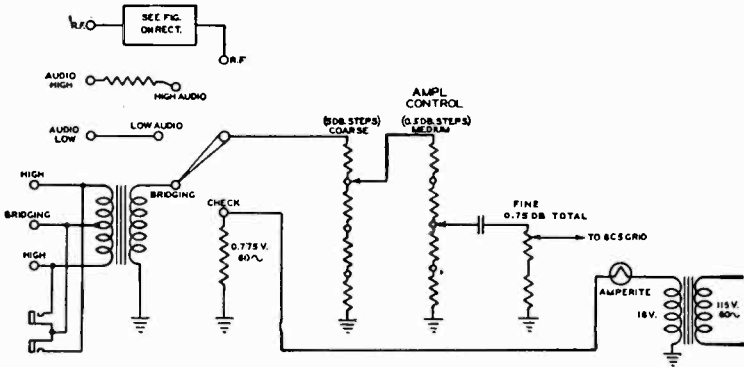 R.F.
SEE FIG.
ON RECT.
R.F
AUDIO
HIGH
HIGH AUDIO
AUDIO
LOW
LOW AUDIO
HIGH
BRIDGING
HIGH
BRIDGING
CHECK
0.775 V.
60~
AMPL
CONTROL
(5DB. STEPS)
COARSE
(0.5DB. STEPS)
MEDIUM
FINE
0.75 DB TOTAL
TO 6C5 GRID
AMPERITE
18V.
115V.
60~